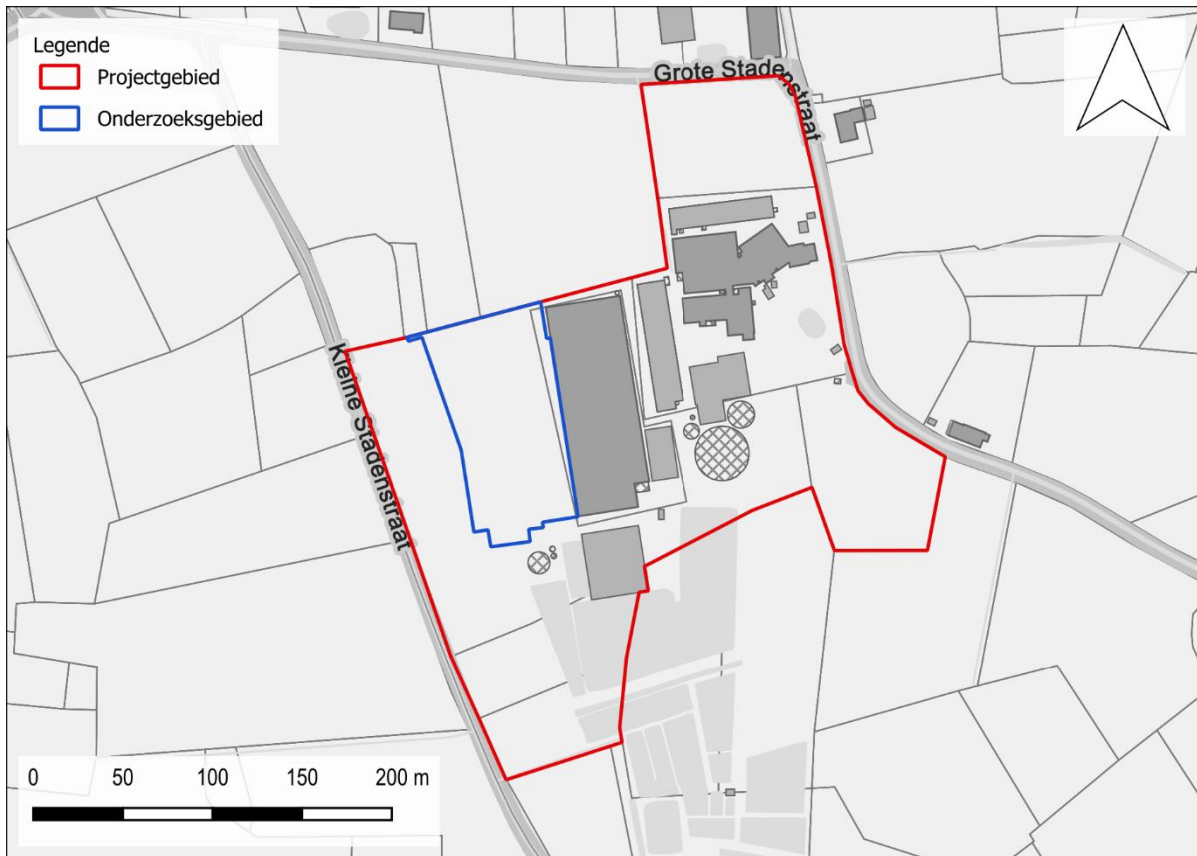 Legende
Projectgebied
Onderzoeksgebied
Grote Stadenstraat
Kleine Stadenstraat
0 50 100 150 200 m